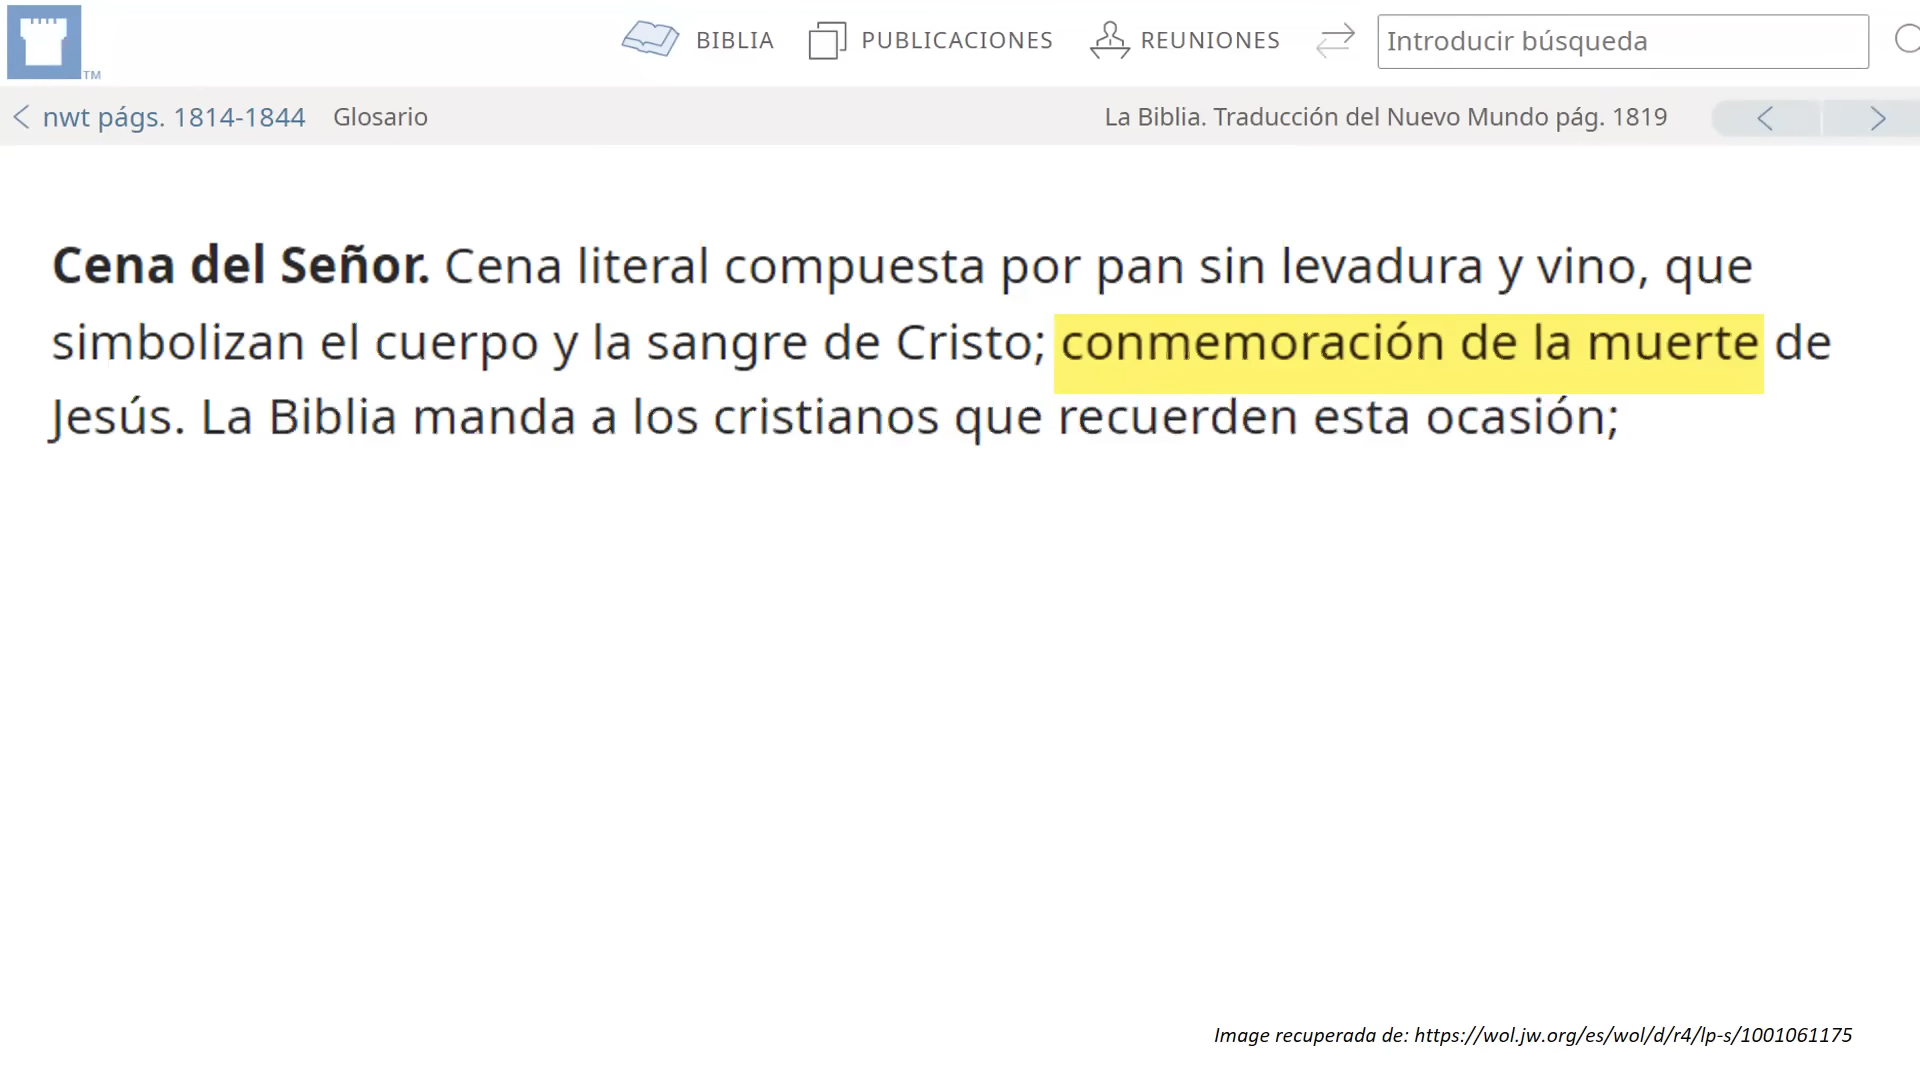 TM
BIBLIA
PUBLICACIONES
REUNIONES
Introducir búsqueda
nwt págs. 1814-1844
Glosario
La Biblia. Traducción del Nuevo Mundo pág. 1819
Cena del Señor. Cena literal compuesta por pan sin levadura y vino, que
simbolizan el cuerpo y la sangre de Cristo; conmemoración de la muerte de
Jesús. La Biblia manda a los cristianos que recuerden esta ocasión;
Image recuperada de: https://wol.jw.org/es/wol/d/r4/lp-s/1001061175